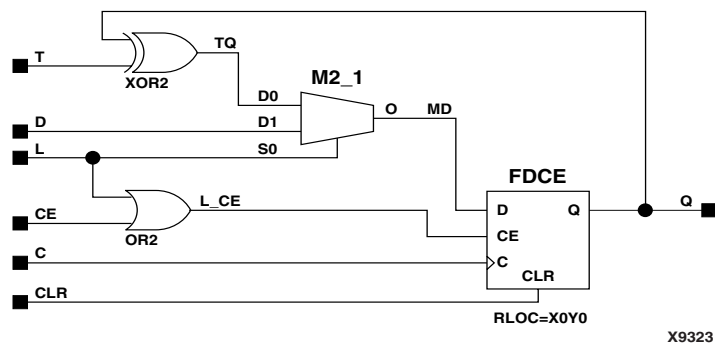 T
TQ
XOR2
M2_1
D0
O
MD
D
D1
L
S0
FDCE
L_CE
D
Q
Q
CE
OR2
CE
C
C
CLR
CLR
RLOC=X0Y0
X9323